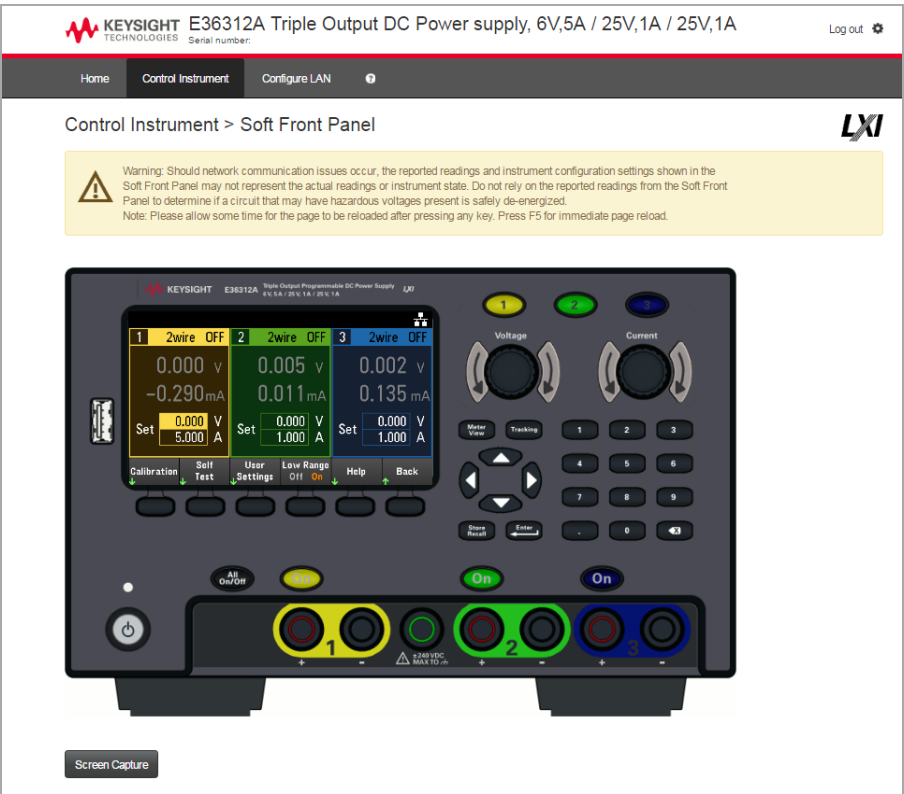 KEYSIGHT
TECHNOLOGIES
E36312A Triple Output DC Power supply, 6V,5A / 25V,1A / 25V,1A
Serial number:
Log out
Home Control Instrument Configure LAN ?
Control Instrument > Soft Front Panel
LXI
Warning: Should network communication issues occur, the reported readings and instrument configuration settings shown in the
Soft Front Panel may not represent the actual readings or instrument state. Do not rely on the reported readings from the Soft Front
Panel to determine if a circuit that may have hazardous voltages present is safely de-energized.
Note: Please allow some time for the page to be reloaded after pressing any key. Press F5 for immediate page reload.
KEYSIGHT E36312A Triple Output Programmable DC Power Supply LXI
6V, 5A / 25V, 1A / 25V, 1A
1 2 3
1 2wire OFF 2 2wire OFF 3 2wire OFF
Voltage Current
0.000 V 0.005 V 0.002 V
-0.290mA 0.011mA 0.135 mA
Set 0.000 V Set 0.000 V Set 0.000 V
5.000 A 1.000 A 1.000 A
Meter
View
Tracking
1 2 3
Calibration Self
Test
User
Settings
Low Range
Off On
Help Back
4 5 6
7 8 9
Store
Recall
Enter
. 0
All
On/Off
On On On
1 2 3
+ - + - + -
±240 VDC
MAX TO
Screen Capture